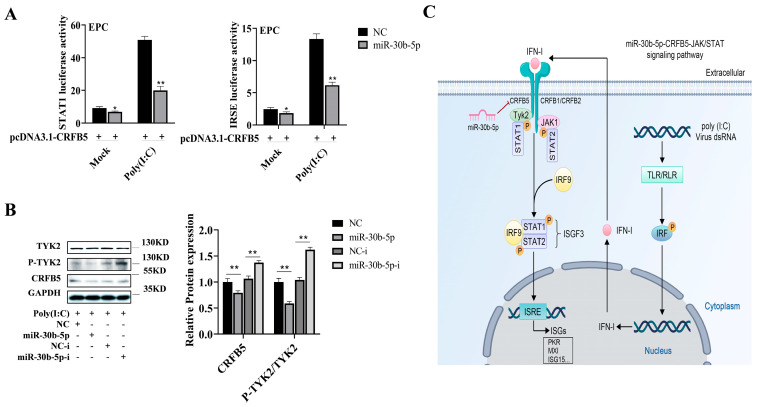 A
EPC
STAT1 luciferase activity
60
40
20
0
NC
miR-30b-5p
*
**
pcDNA3.1-CRFB5
+ + + +
Mock
Poly(I:C)
EPC
IRSE luciferase activity
15
10
5
0
NC
miR-30b-5p
*
**
pcDNA3.1-CRFB5
+ + + +
Mock
Poly(I:C)
B
TYK2
130KD
P-TYK2
130KD
55KD
CRFB5
35KD
GAPDH
Poly(I:C) + + + +
NC +
miR-30b-5p +
NC-i +
miR-30b-5p-i +
Relative Protein expression
2.0
1.5
1.0
0.5
0.0
** **
** **
CRFB5
P-TYK2/TYK2
NC
miR-30b-5p
NC-i
miR-30b-5p-i
C
IFN-I
miR-30b-5p-CRFB5-JAK/STAT
signaling pathway
Extracellular
CRFB5
CRFB1/CRFB2
miR-30b-5p
Tyk2
P
JAK1
P
STAT1
STAT2
poly (I:C)
Virus dsRNA
TLR/RLR
IRF9
P
IRF9
STAT1
STAT2
P
ISGF3
IFN-I
IRF
P
Cytoplasm
ISRE
ISGs
IFN-I
PKR
MXI
ISG15...
Nucleus